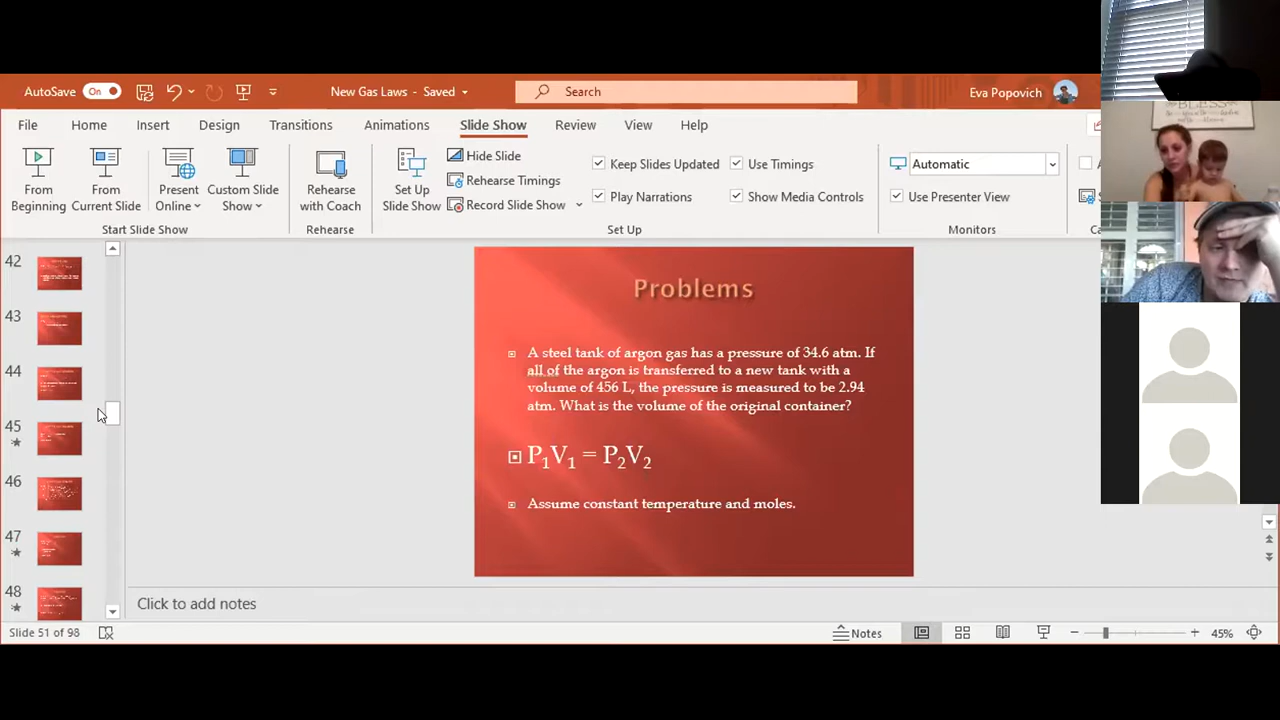 AutoSave On
New Gas Laws - Saved
Search
Eva Popovich
File Home Insert Design Transitions Animations Slide Show Review View Help
From Beginning
From Current Slide
Present Online
Custom Slide Show
Start Slide Show
Rehearse with Coach
Rehearse
Set Up Slide Show
Hide Slide
Rehearse Timings
Record Slide Show
Keep Slides Updated
Play Narrations
Use Timings
Show Media Controls
Set Up
Automatic
Use Presenter View
Monitors
BLESS
42
43
44
45
46
47
48
Problems
A steel tank of argon gas has a pressure of 34.6 atm. If
all of the argon is transferred to a new tank with a
volume of 456 L, the pressure is measured to be 2.94
atm. What is the volume of the original container?
P₁V₁ = P₂V₂
Assume constant temperature and moles.
Click to add notes
Slide 51 of 98
Notes
45%